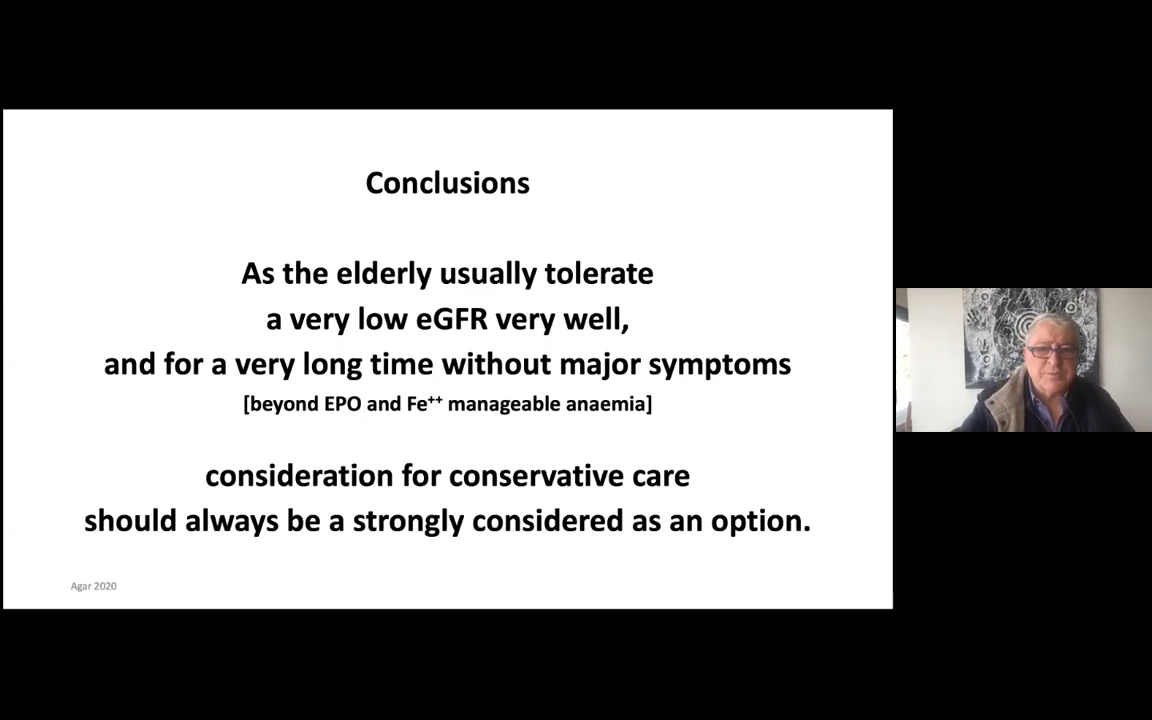 Conclusions
As the elderly usually tolerate
a very low eGFR very well,
and for a very long time without major symptoms
[beyond EPO and Fe⁺⁺ manageable anaemia]
consideration for conservative care
should always be a strongly considered as an option.
Agar 2020